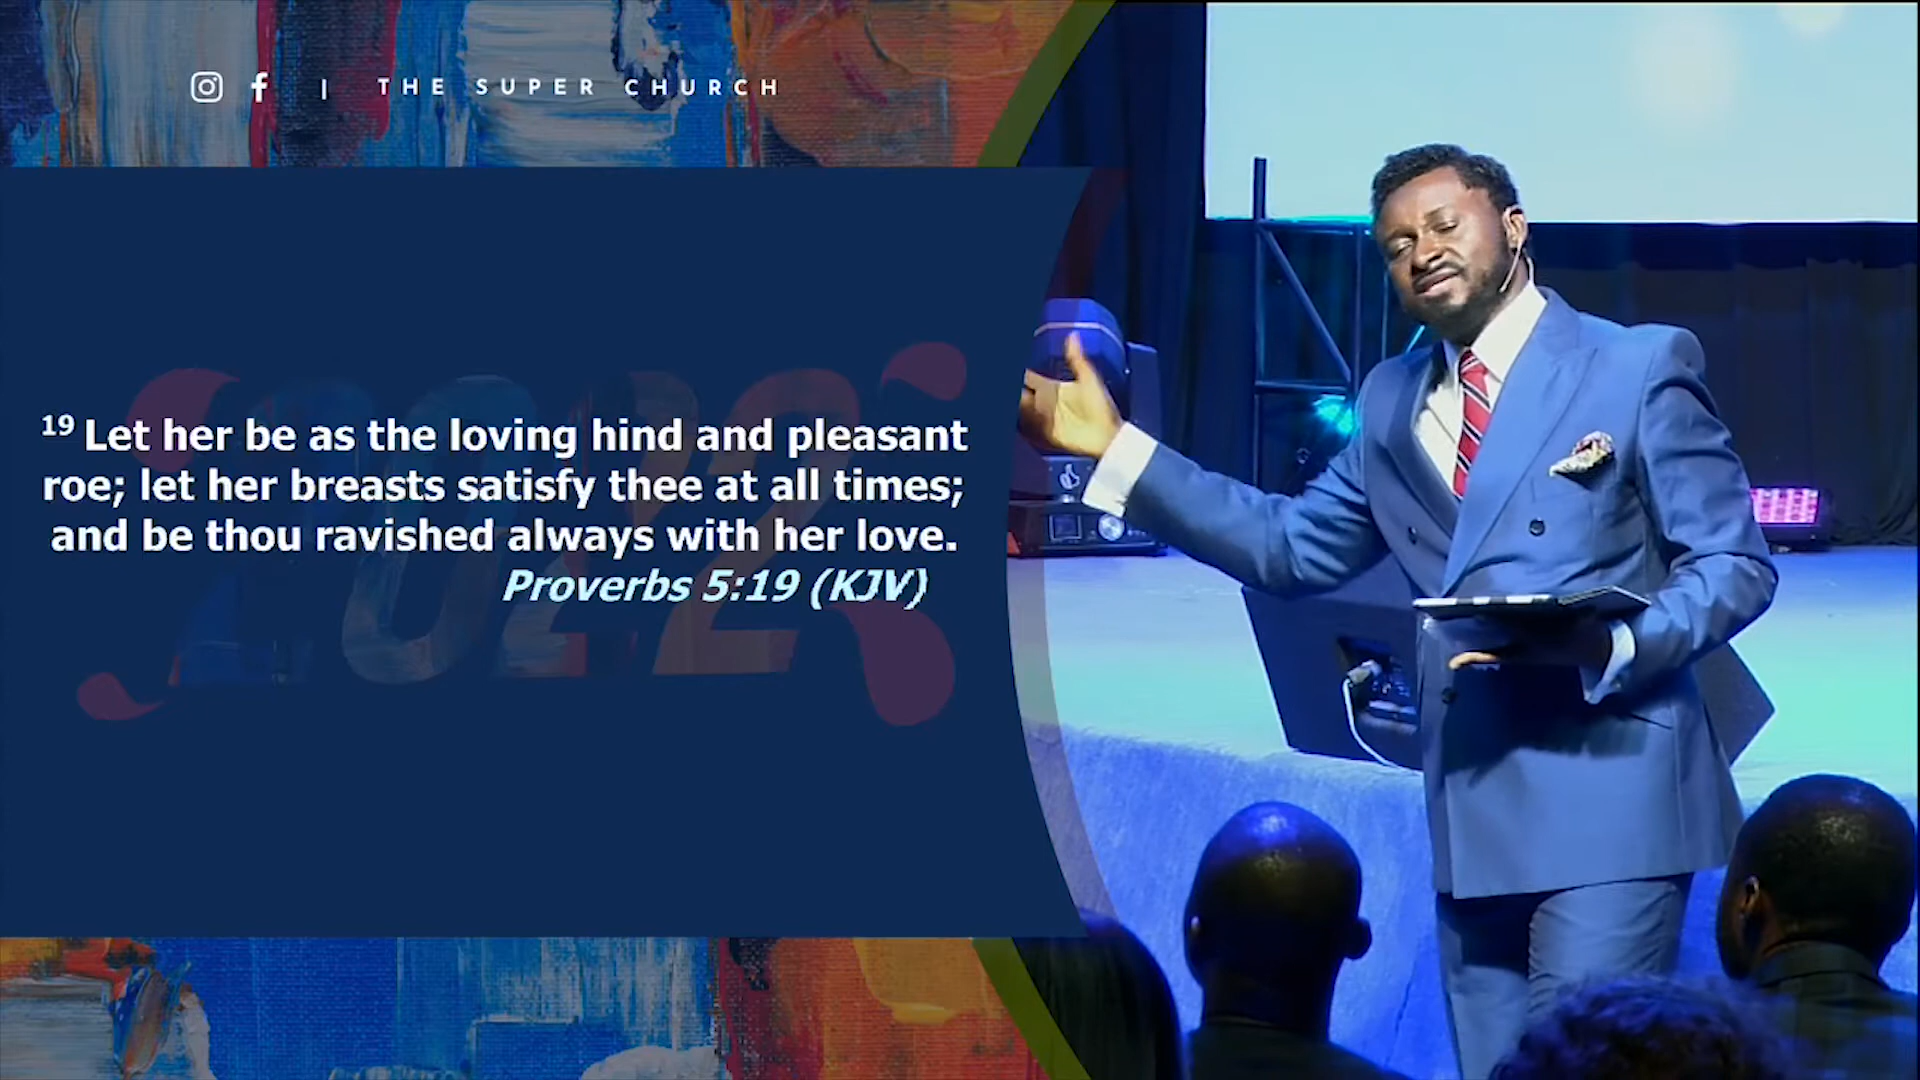 | THE SUPER CHURCH
2022
19 Let her be as the loving hind and pleasant
roe; let her breasts satisfy thee at all times;
and be thou ravished always with her love.
Proverbs 5:19 (KJV)